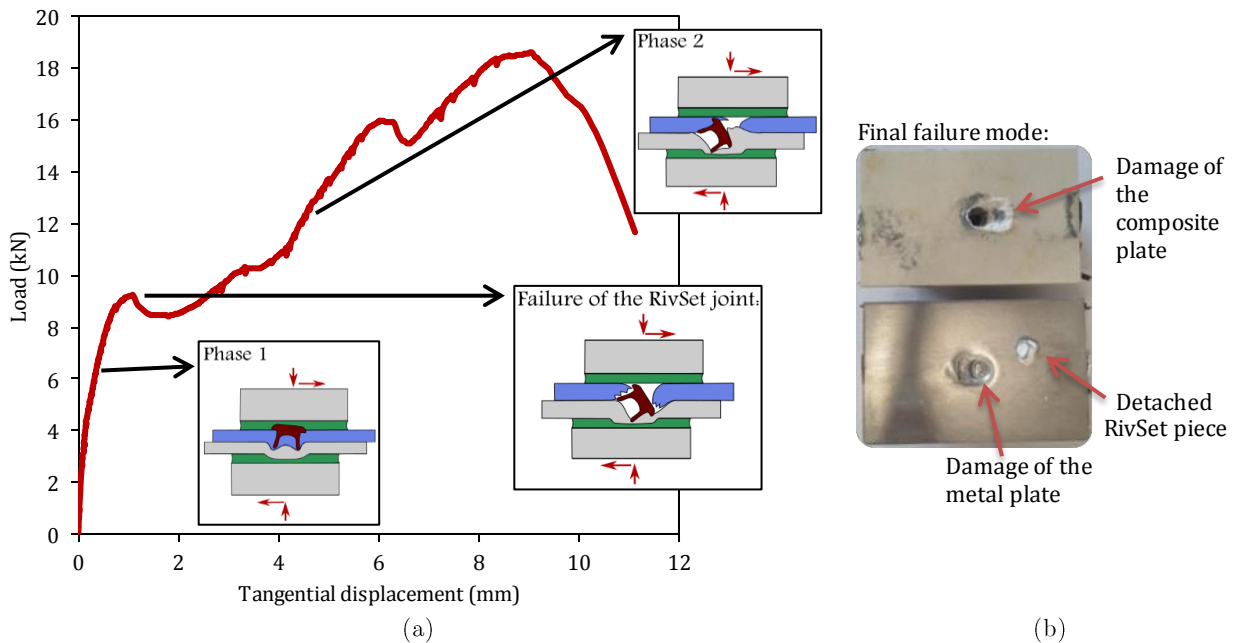 20
18
16
14
12
10
8
6
4
2
0
Load (kN)
0 2 4 6 8 10 12
Tangential displacement (mm)
Phase 1
Phase 2
Failure of the RivSet joint:
(a)
Final failure mode:
Damage of
the
composite
plate
Detached
RivSet piece
Damage of the
metal plate
(b)